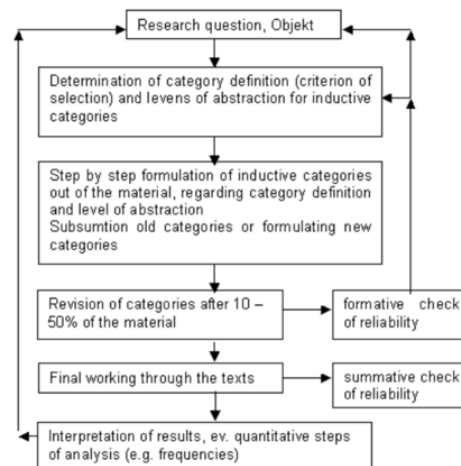 Research question, Objekt
Determination of category definition (criterion of
selection) and levens of abstraction for inductive
categories
Step by step formulation of inductive categories
out of the material, regarding category definition
and level of abstraction
Subsumtion old categories or formulating new
categories
Revision of categories after 10 –
50% of the material
formative check
of reliability
Final working through the texts
summative check
of reliability
Interpretation of results, ev. quantitative steps
of analysis (e.g. frequencies)